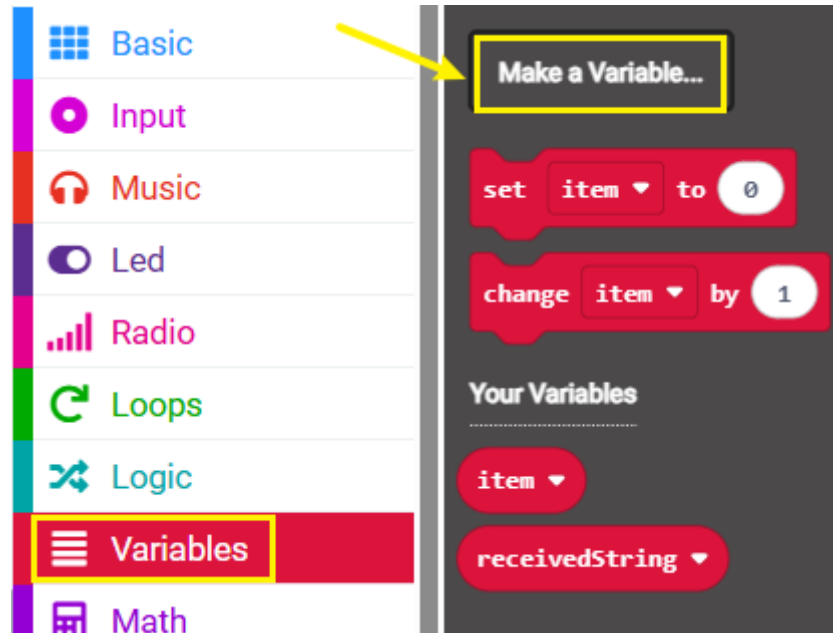 Basic
Input
Music
Led
Radio
Loops
Logic
Variables
Math
Make a Variable...
set item to 0
change item by 1
Your Variables
item
receivedString